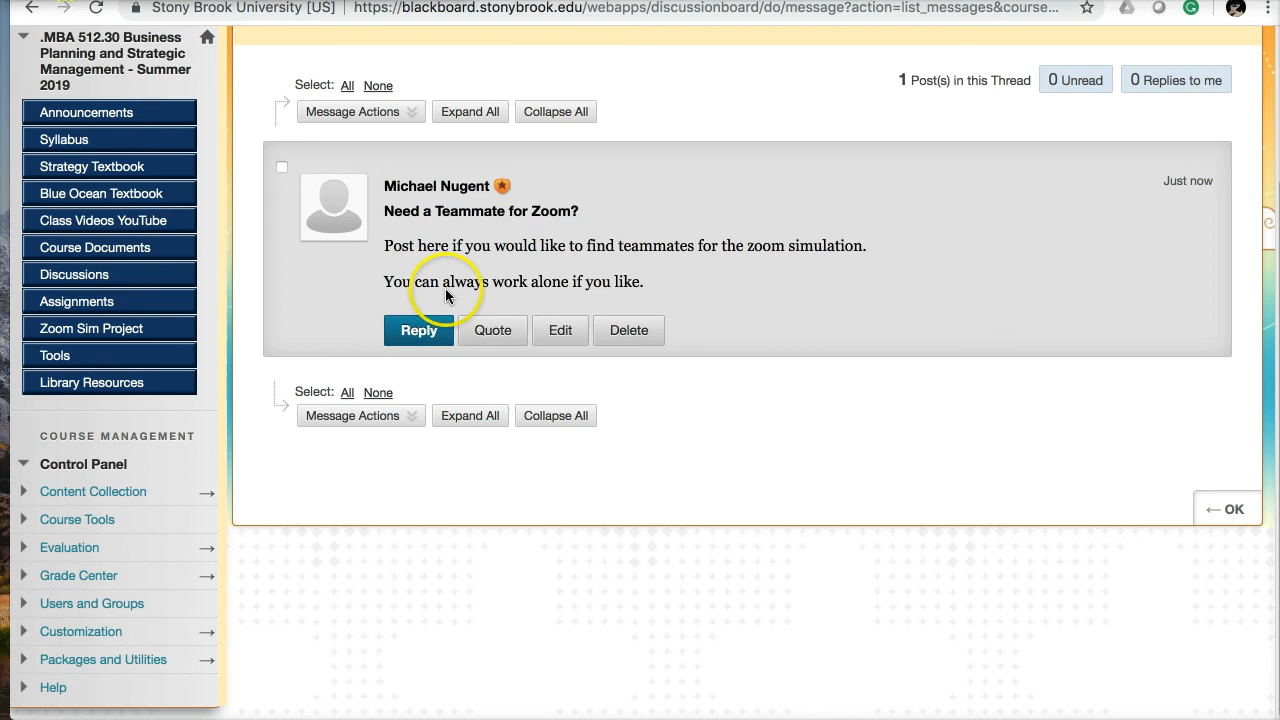 Stony Brook University [US]
https://blackboard.stonybrook.edu/webapps/discussionboard/do/message?action=list_messages&course...
.MBA 512.30 Business
Planning and Strategic
Management - Summer
2019
Announcements
Syllabus
Strategy Textbook
Blue Ocean Textbook
Class Videos YouTube
Course Documents
Discussions
Assignments
Zoom Sim Project
Tools
Library Resources
COURSE MANAGEMENT
Control Panel
Content Collection
Course Tools
Evaluation
Grade Center
Users and Groups
Customization
Packages and Utilities
Help
Select: All None
1 Post(s) in this Thread 0 Unread 0 Replies to me
Message Actions Expand All Collapse All
Michael Nugent
Just now
Need a Teammate for Zoom?
Post here if you would like to find teammates for the zoom simulation.
You can always work alone if you like.
Reply Quote Edit Delete
Select: All None
Message Actions Expand All Collapse All
← OK